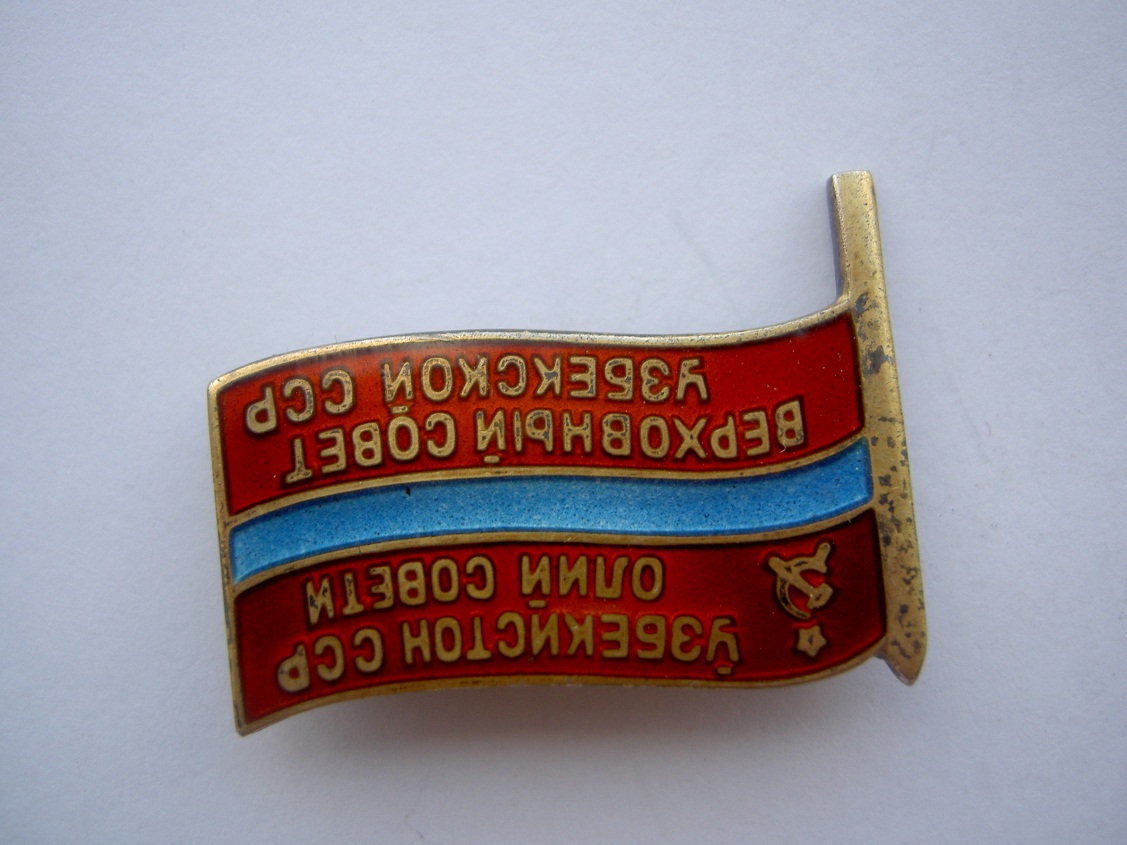 ЎЗБЕКИСТОН ССР
ОЛИЙ СОВЕТИ
ВЕРХОВНЫЙ СОВЕТ
УЗБЕКСКОЙ ССР